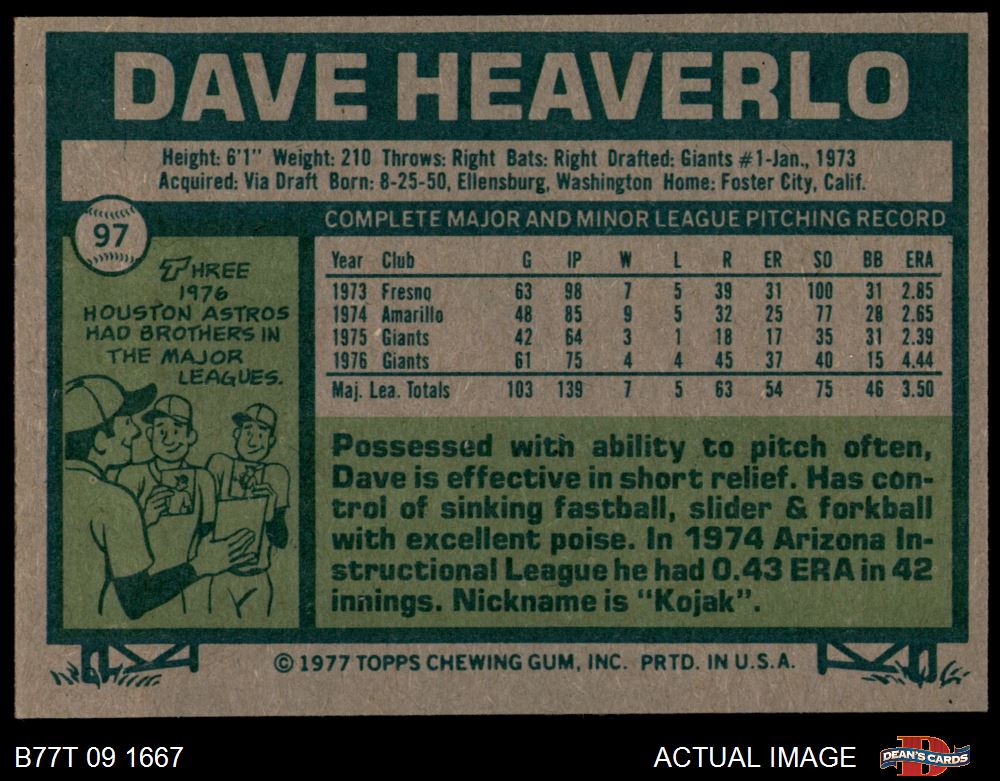 DAVE HEAVERLO
Height: 6'1" Weight: 210 Throws: Right Bats: Right Drafted: Giants #1-Jan., 1973
Acquired: Via Draft Born: 8-25-50, Ellensburg, Washington Home: Foster City, Calif.
97
THREE
1976
HOUSTON ASTROS
HAD BROTHERS IN
THE MAJOR
LEAGUES.
COMPLETE MAJOR AND MINOR LEAGUE PITCHING RECORD
Year Club G IP W L R ER SO BB ERA
1973 Fresno 63 98 7 5 39 31 100 31 2.85
1974 Amarillo 48 85 9 5 32 25 77 28 2.65
1975 Giants 42 64 3 1 18 17 35 31 2.39
1976 Giants 61 75 4 4 45 37 40 15 4.44
Maj. Lea. Totals 103 139 7 5 63 54 75 46 3.50
Possessed with ability to pitch often,
Dave is effective in short relief. Has con-
trol of sinking fastball, slider & forkball
with excellent poise. In 1974 Arizona In-
structional League he had 0.43 ERA in 42
innings. Nickname is "Kojak".
© 1977 TOPPS CHEWING GUM, INC. PRTD. IN U.S.A.
B77T 09 1667
ACTUAL IMAGE
DEAN'S CARDS